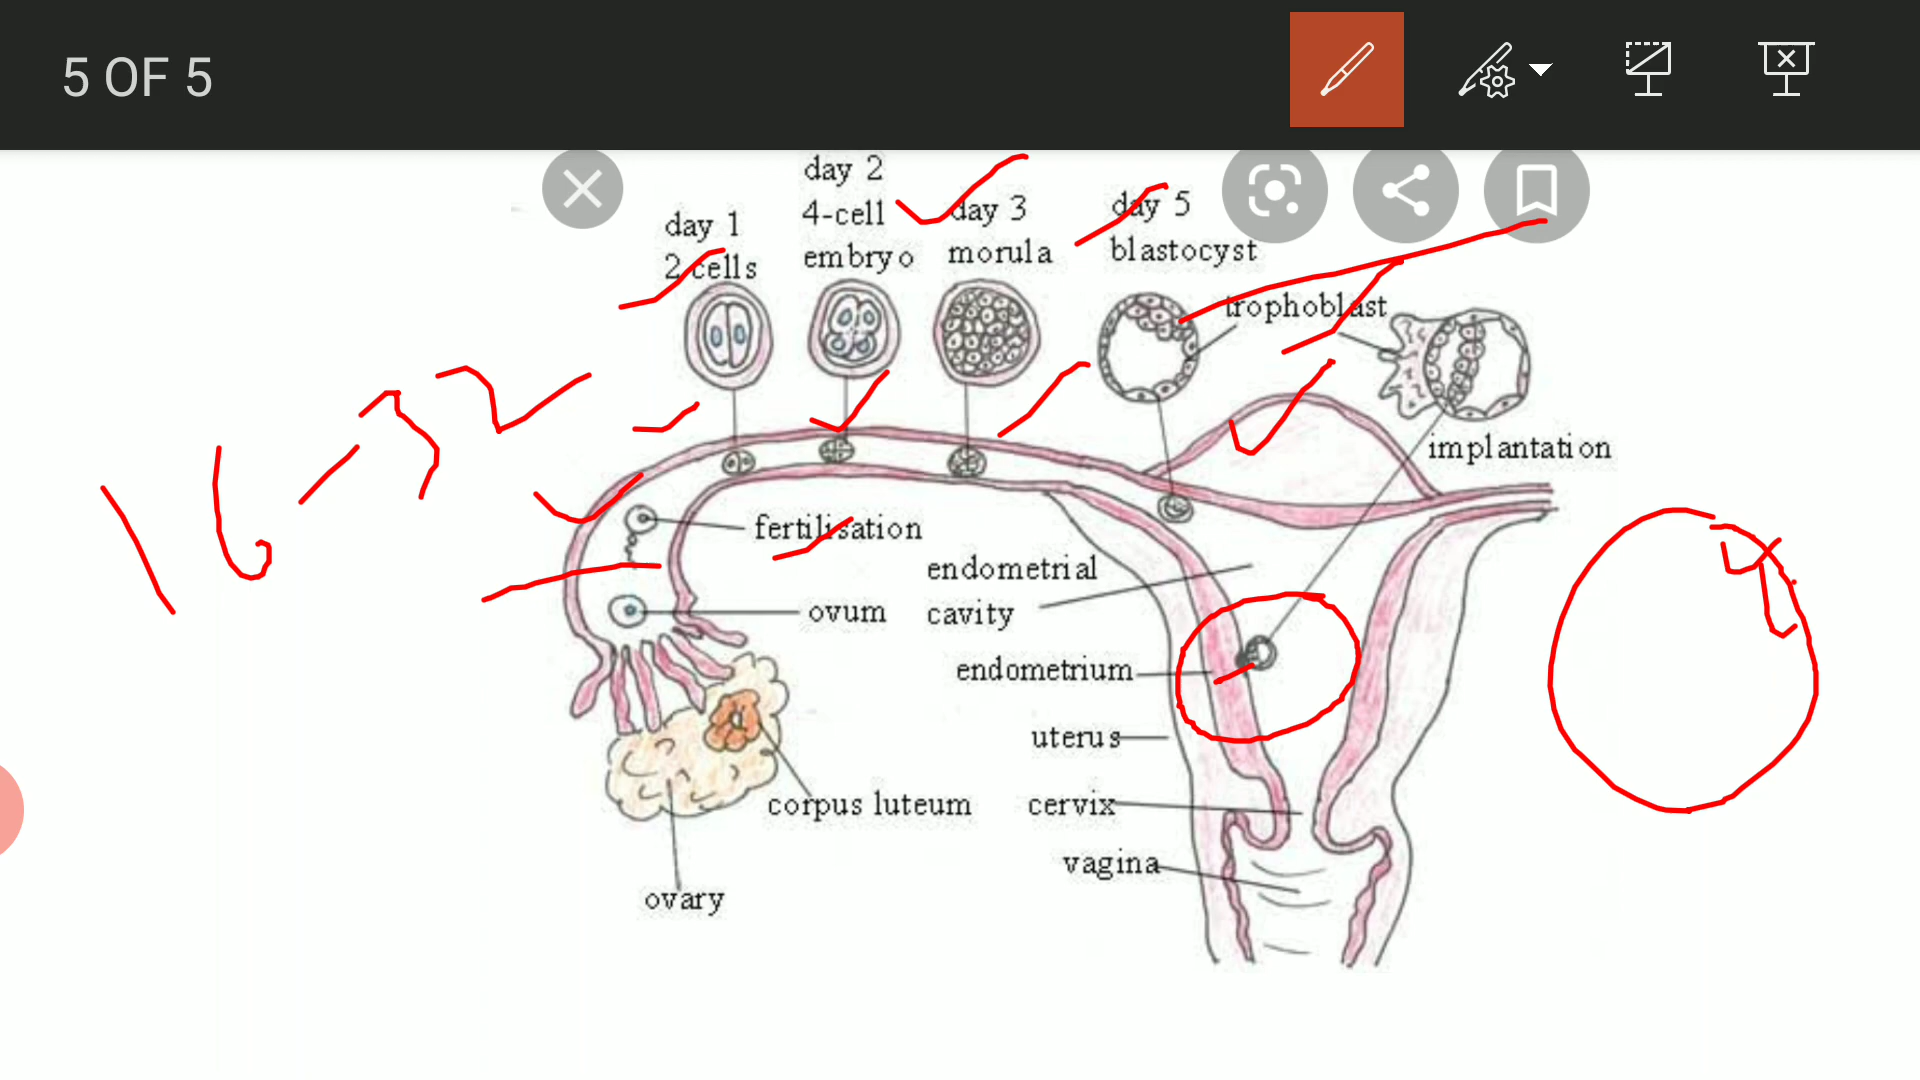 5 OF 5
day 1
2 cells
day 2
4-cell
embryo
day 3
morula
day 5
blastocyst
trophoblast
implantation
16-32
fertilisation
ovum
endometrial
cavity
endometrium
uterus
corpus luteum
cervix
vagina
ovary